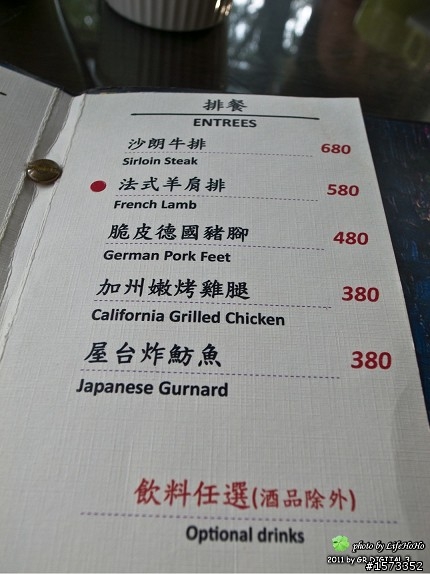 排餐
ENTREES
沙朗牛排 680
Sirloin Steak
法式羊肩排 580
French Lamb
脆皮德國豬腳 480
German Pork Feet
加州嫩烤雞腿 380
California Grilled Chicken
屋台炸魴魚 380
Japanese Gurnard
飲料任選(酒品除外)
Optional drinks
photo by LifeHoHo
2011 by GR DIGITAL 3
#1573352